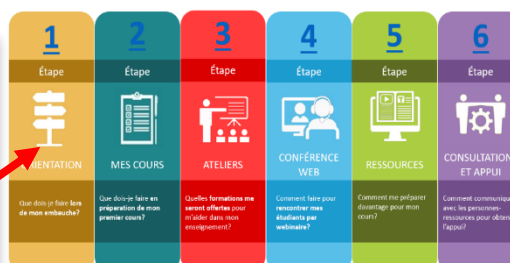 1
Étape
ORIENTATION
Que dois-je faire lors
de mon embauche?
2
Étape
MES COURS
Que dois-je faire en
préparation de mon
premier cours?
3
Étape
ATELIERS
Quelles formations me
seront offertes pour
m'aider dans mon
enseignement?
4
Étape
CONFÉRENCE
WEB
Comment faire pour
rencontrer mes
étudiants par
webinaire?
5
Étape
RESSOURCES
Comment me préparer
davantage pour mon
cours?
6
Étape
CONSULTATION
ET APPUI
Comment
avec les personnes-
ressources pour
l'appui?